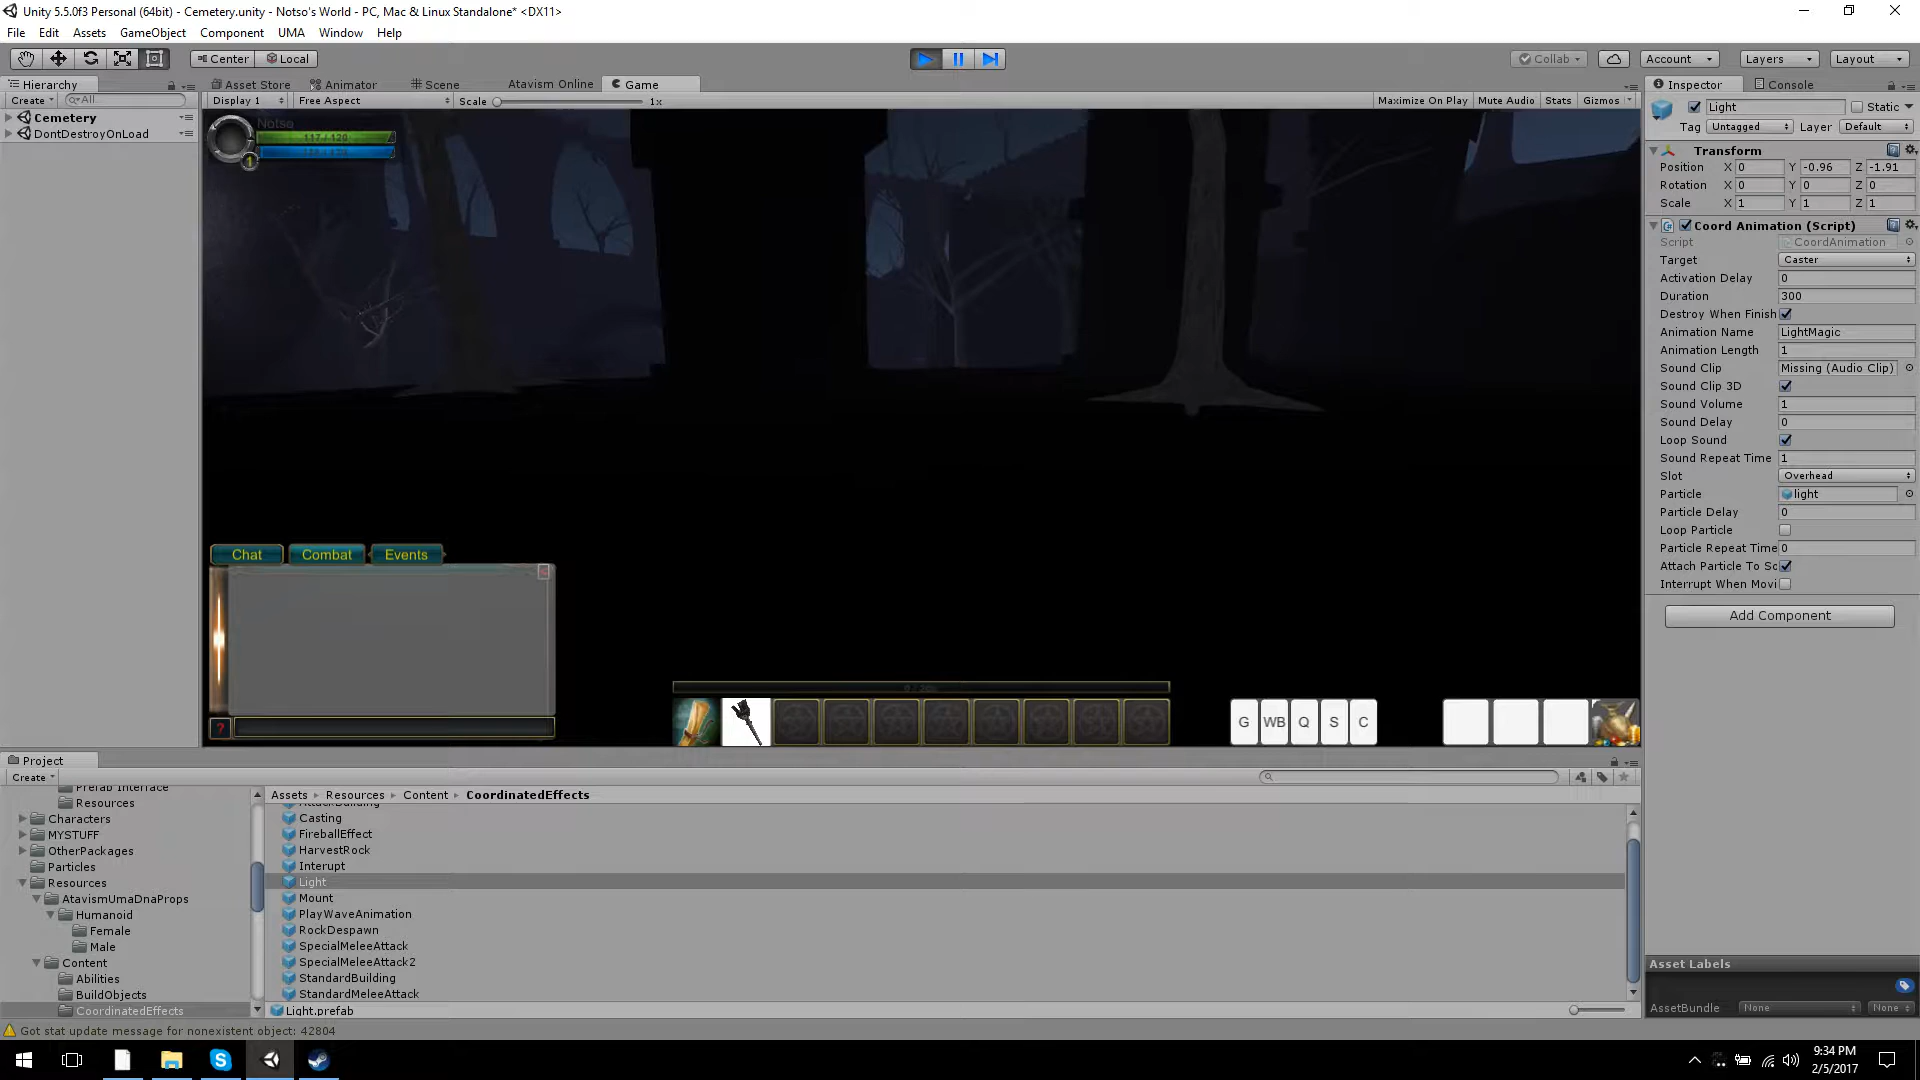 Unity 5.5.0f3 Personal (64bit) - Cemetery.unity - Notso's World - PC, Mac & Linux Standalone* <DX11>
File Edit Assets GameObject Component UMA Window Help
Center Local Collab Account Layers Layout
Hierarchy Asset Store Animator Scene Atavism Online Game Inspector Console
Create All Display 1 Free Aspect Scale 1x Maximize On Play Mute Audio Stats Gizmos Light Static
Cemetery
DontDestroyOnLoad
Notso
117 / 120
1
Tag Untagged Layer Default
Transform
Position X 0 Y -0.96 Z -1.91
Rotation X 0 Y 0 Z 0
Scale X 1 Y 1 Z 1
Coord Animation (Script)
Script CoordAnimation
Target Caster
Activation Delay 0
Duration 300
Destroy When Finish
Animation Name LightMagic
Animation Length 1
Sound Clip Missing (Audio Clip)
Sound Clip 3D
Sound Volume 1
Sound Delay 0
Loop Sound
Sound Repeat Time 1
Slot Overhead
Particle light
Particle Delay 0
Loop Particle
Particle Repeat Time 0
Attach Particle To So
Interrupt When Movi
Add Component
Chat Combat Events
?
G WB Q S C
Project
Create
Prefab Interface
Resources
Characters
MYSTUFF
OtherPackages
Particles
Resources
AtavismUmaDnaProps
Humanoid
Female
Male
Content
Abilities
BuildObjects
CoordinatedEffects
Assets Resources Content CoordinatedEffects
AttackBuilding
Casting
FireballEffect
HarvestRock
Interupt
Light
Mount
PlayWaveAnimation
RockDespawn
SpecialMeleeAttack
SpecialMeleeAttack2
StandardBuilding
StandardMeleeAttack
Light.prefab
Asset Labels
AssetBundle None None
Got stat update message for nonexistent object: 42804
9:34 PM
2/5/2017